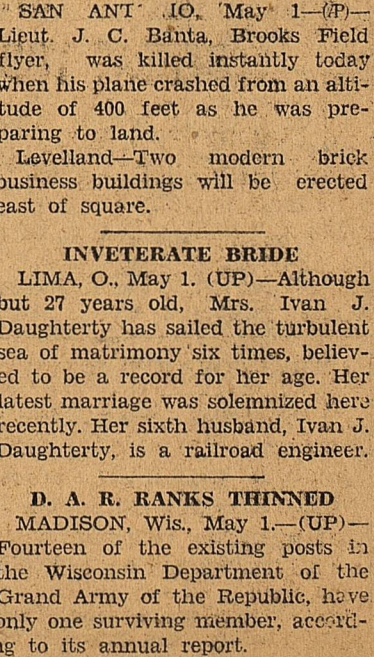 SAN ANT IO, May 1—(AP)—
Lieut. J. C. Banta, Brooks Field
flyer, was killed instantly today
when his plane crashed from an alti-
tude of 400 feet as he was pre-
paring to land.
Levelland—Two modern brick
business buildings will be erected
east of square.
INVETERATE BRIDE
LIMA, O., May 1. (UP)—Although
but 27 years old, Mrs. Ivan J.
Daughterty has sailed the turbulent
sea of matrimony six times, believ-
ed to be a record for her age. Her
latest marriage was solemnized here
recently. Her sixth husband, Ivan J.
Daughterty, is a railroad engineer.
D. A. R. RANKS THINNED
MADISON, Wis., May 1.—(UP)—
Fourteen of the existing posts in
the Wisconsin Department of the
Grand Army of the Republic, have
only one surviving member, accord-
ng to its annual report.